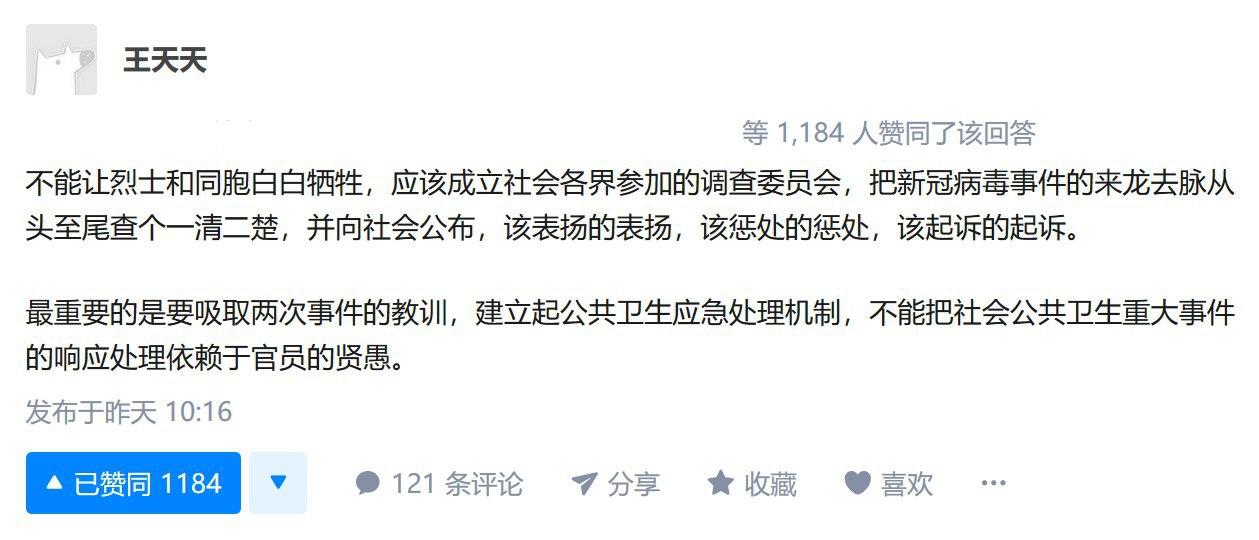 王天天
等 1,184 人赞同了该回答
不能让烈士和同胞白白牺牲，应该成立社会各界参加的调查委员会，把新冠病毒事件的来龙去脉从
头至尾查个一清二楚，并向社会公布，该表扬的表扬，该惩处的惩处，该起诉的起诉。
最重要的是要吸取两次事件的教训，建立起公共卫生应急处理机制，不能把社会公共卫生重大事件
的响应处理依赖于官员的贤愚。
发布于昨天 10:16
已赞同 1184 121 条评论 分享 收藏 喜欢